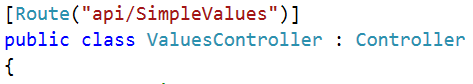 [Route("api/SimpleValues")]
public class ValuesController : Controller
{